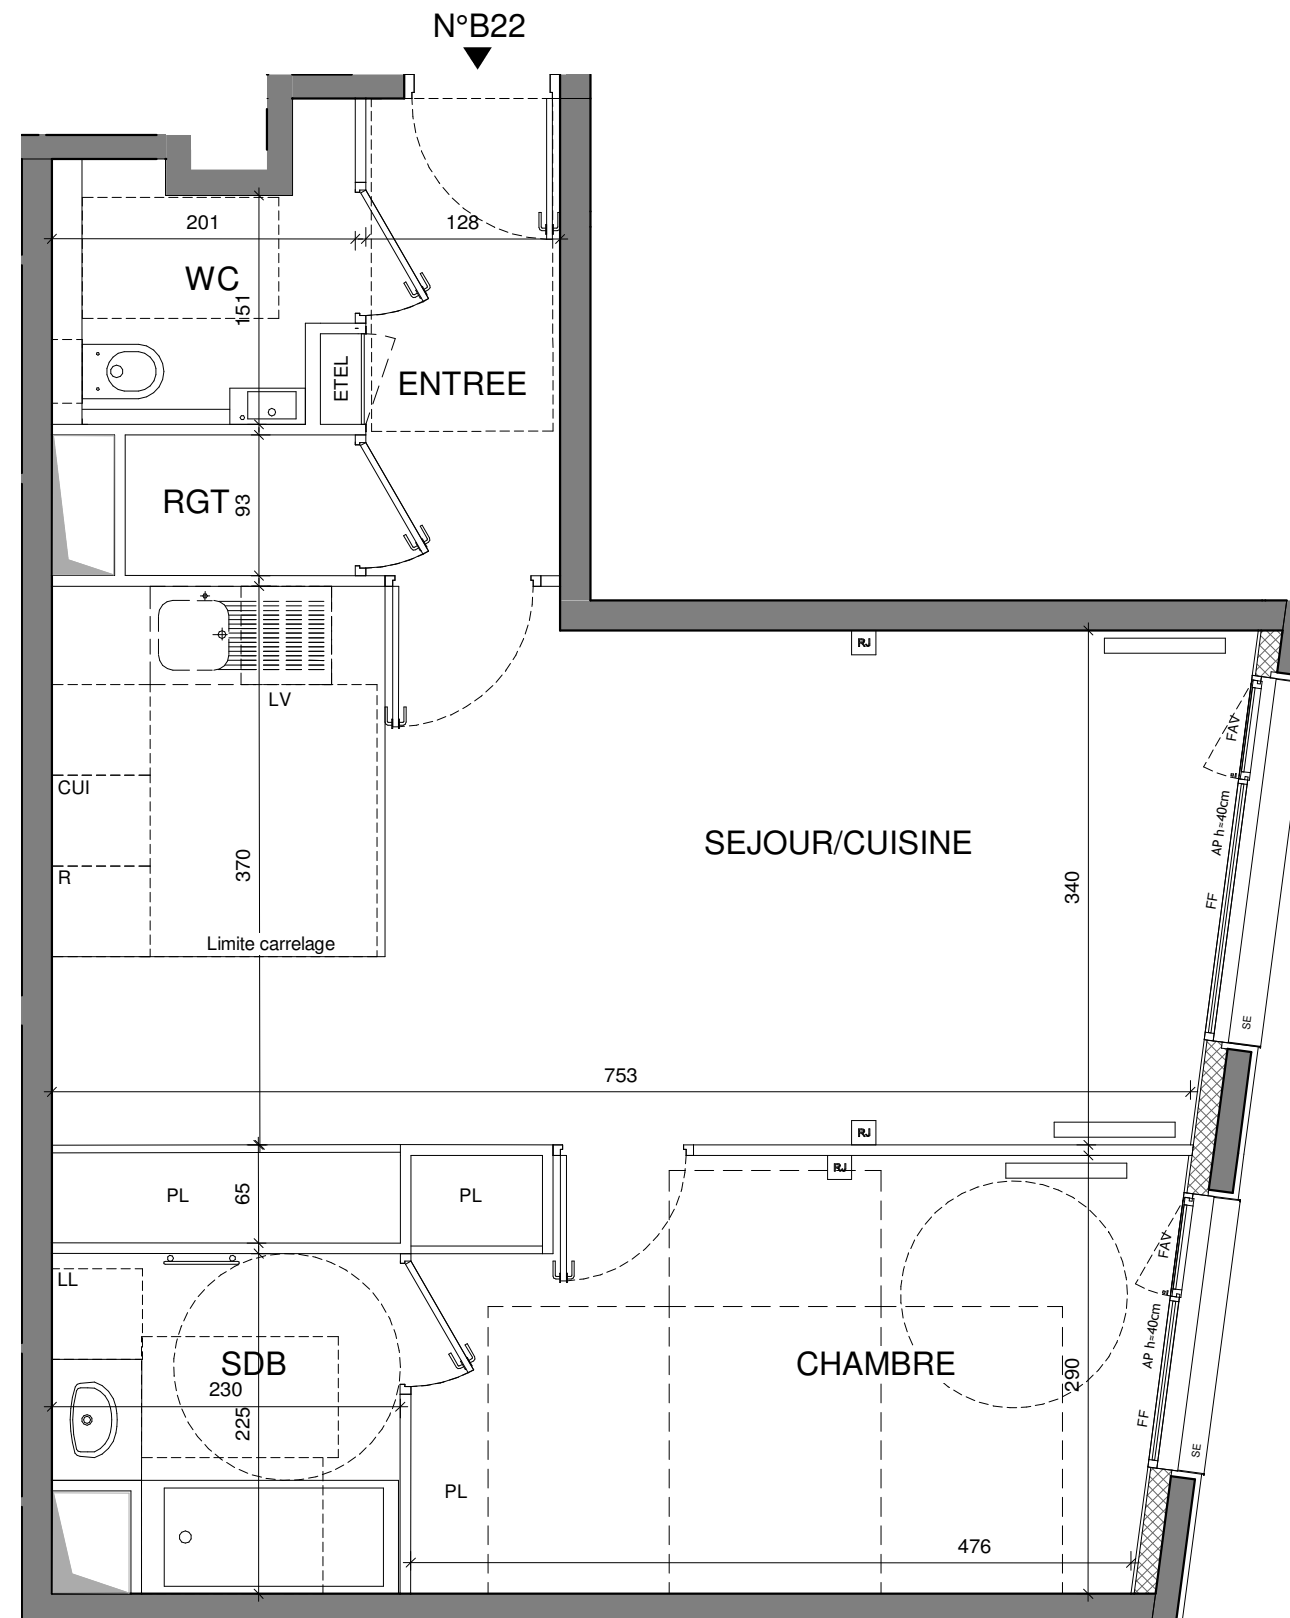 N°B22
201
128
WC
151
ETEL
ENTREE
RGT
93
LV
CUI
R
370
Limite carrelage
RJ
SEJOUR/CUISINE
340
FAV
AP h=40cm
FF
SE
753
RJ
RJ
PL
65
PL
LL
SDB
230
225
CHAMBRE
290
FAV
AP h=40cm
FF
SE
PL
476